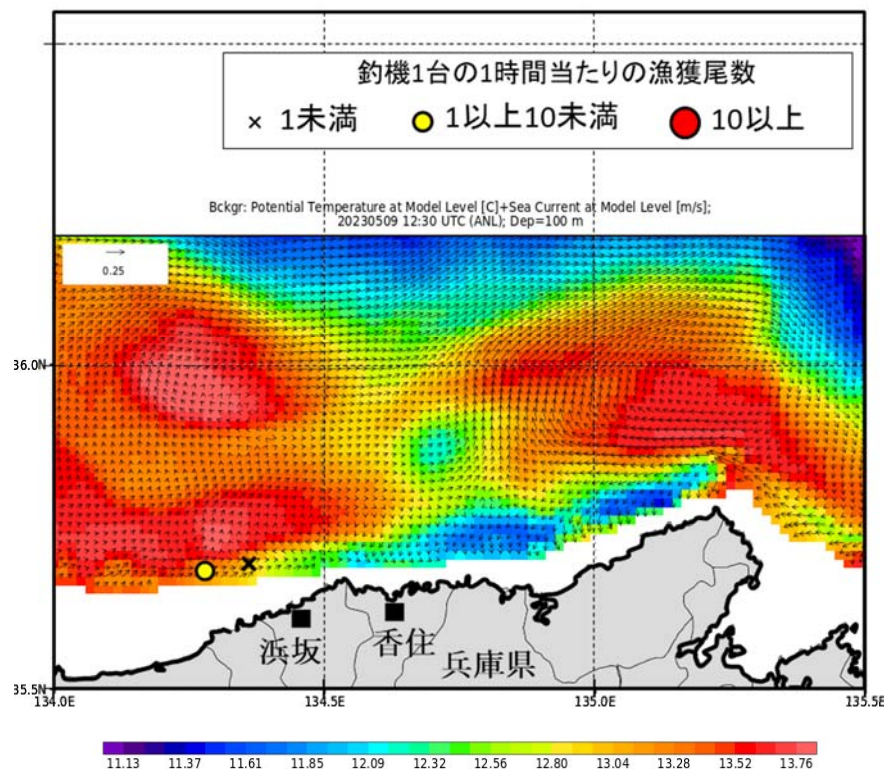 釣機1台の1時間当たりの漁獲尾数
× 1未満 1以上10未満 10以上
Bckgr: Potential Temperature at Model Level [C]+Sea Current at Model Level [m/s];
20230509 12:30 UTC (ANL); Dep=100 m
0.25
36.0N
浜坂
香住
兵庫県
35.5N
134.0E 134.5E 135.0E 135.5E
11.13 11.37 11.61 11.85 12.09 12.32 12.56 12.80 13.04 13.28 13.52 13.76